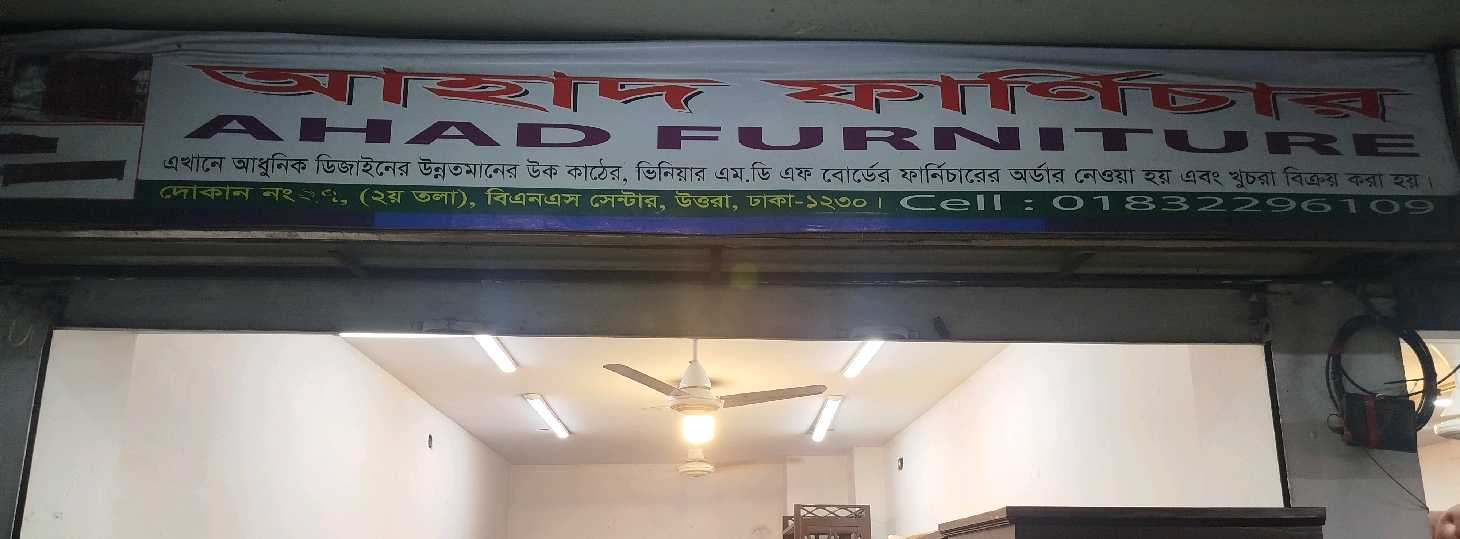 আহাদ ফার্ণিচার
AHAD FURNITURE
এখানে আধুনিক ডিজাইনের উন্নতমানের উক কাঠের, ভিনিয়ার এম.ডি এফ বোর্ডের ফার্নিচারের অর্ডার নেওয়া হয় এবং খুচরা বিক্রয় করা হয়।
দোকান নং (২য় তলা), বিএনএস সেন্টার, উত্তরা, ঢাকা-১২৩০। Cell : 01832296109